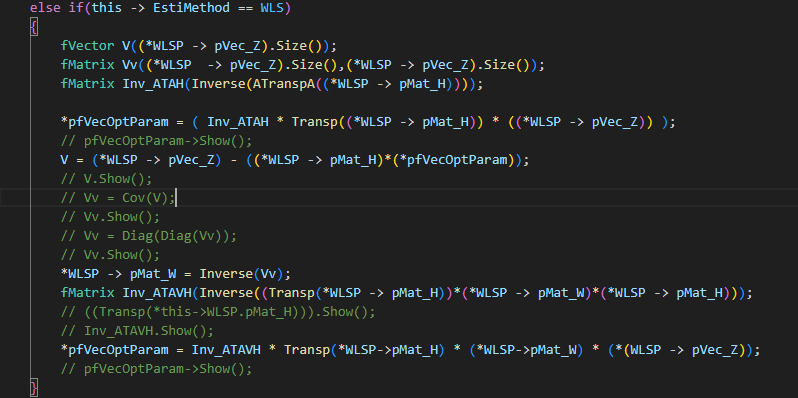 else if(this -> EstiMethod == WLS)
{
fVector V((*WLSP -> pVec_Z).Size());
fMatrix Vv((*WLSP  -> pVec_Z).Size(),(*WLSP -> pVec_Z).Size());
fMatrix Inv_ATAH(Inverse(ATranspA((*WLSP -> pMat_H))));
*pfVecOptParam = ( Inv_ATAH * Transp((*WLSP -> pMat_H)) * ((*WLSP -> pVec_Z)) );
// pfVecOptParam->Show();
V = (*WLSP -> pVec_Z) - ((*WLSP -> pMat_H)*(*pfVecOptParam));
// V.Show();
// Vv = Cov(V);
// Vv.Show();
// Vv = Diag(Diag(Vv));
// Vv.Show();
*WLSP -> pMat_W = Inverse(Vv);
fMatrix Inv_ATAVH(Inverse((Transp(*WLSP -> pMat_H))*(*WLSP -> pMat_W)*(*WLSP -> pMat_H)));
// ((Transp(*this->WLSP.pMat_H))).Show();
// Inv_ATAVH.Show();
*pfVecOptParam = Inv_ATAVH * Transp(*WLSP->pMat_H) * (*WLSP->pMat_W) * (*(WLSP -> pVec_Z));
// pfVecOptParam->Show();
}